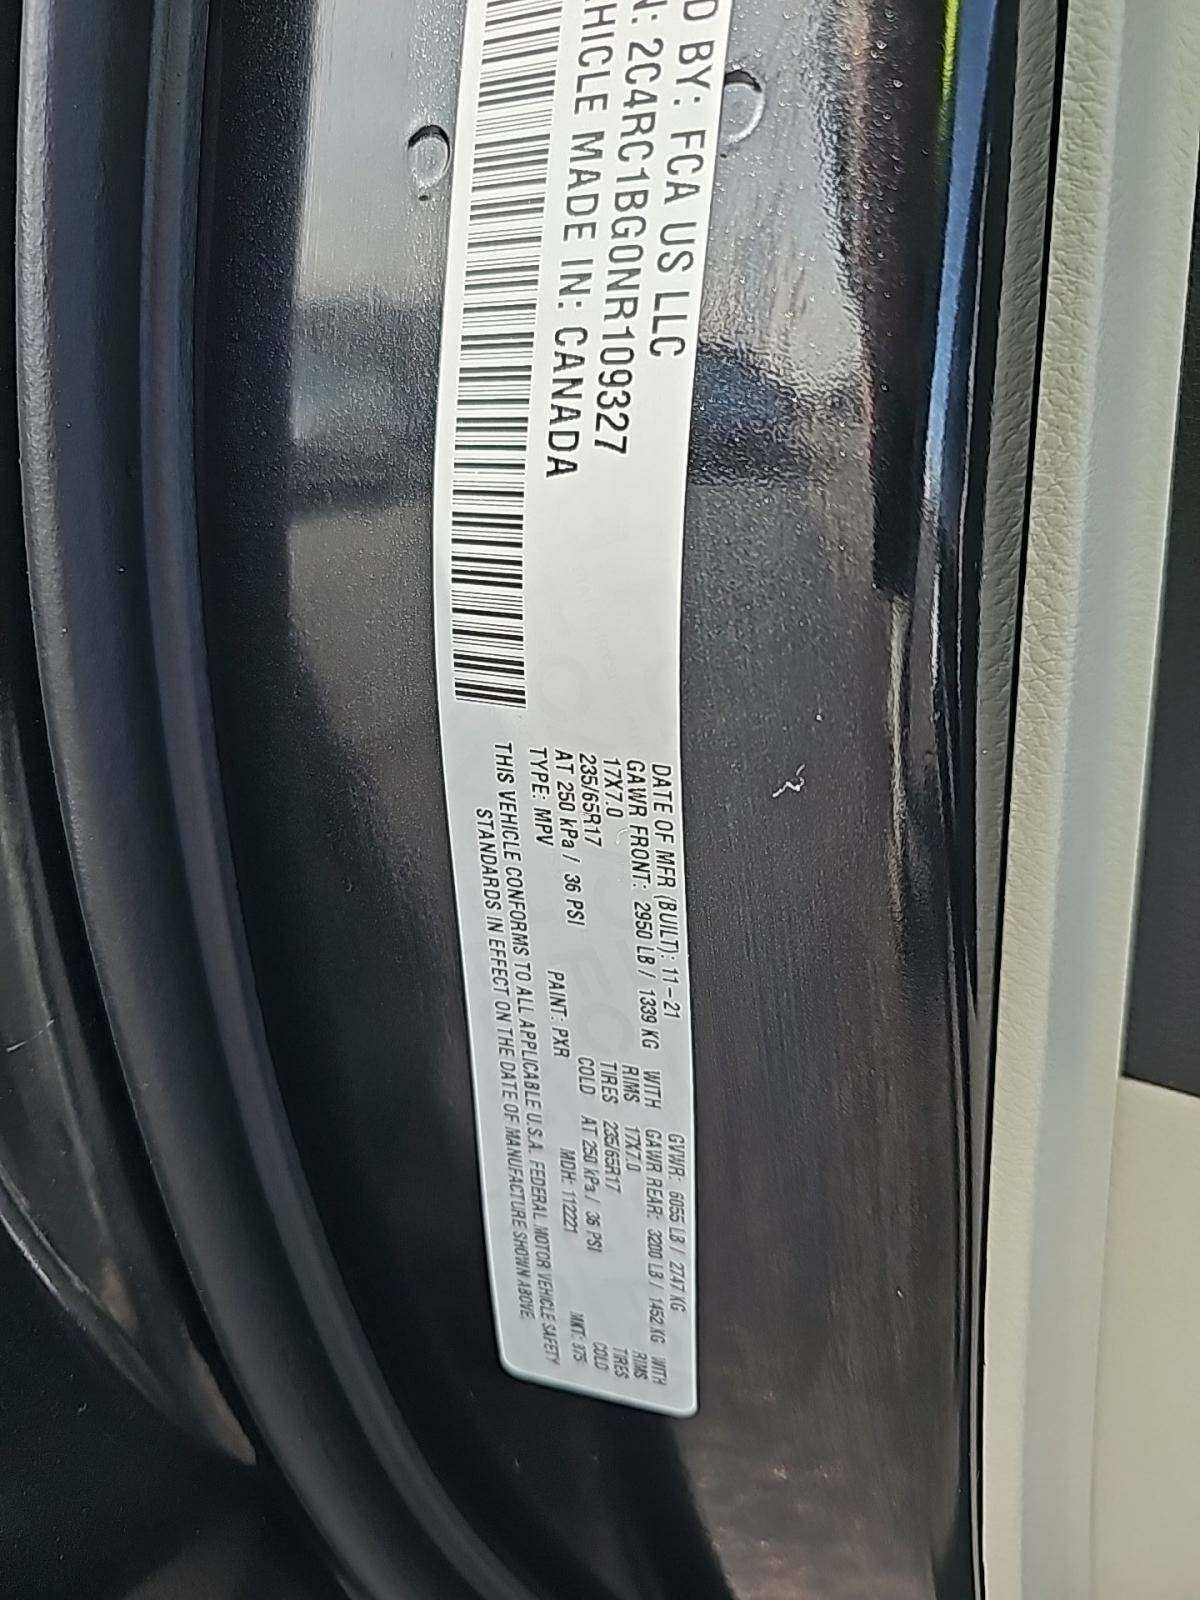 D BY: FCA US LLC
N: 2C4RC1BG0NR109327
EHICLE MADE IN: CANADA
DATE OF MFR (BUILT): 11-21 GVWR: 6055 LB / 2747 KG
GAWR FRONT: 2950 LB / 1339 KG WITH GAWR REAR: 3200 LB / 1452 KG WITH
17X7.0 RIMS 17X7.0 RIMS
235/65R17 TIRES 235/65R17 TIRES
AT 250 kPa / 36 PSI COLD AT 250 kPa / 36 PSI COLD
TYPE: MPV PAINT: PXR MDH: 112221 MKT: 975
THIS VEHICLE CONFORMS TO ALL APPLICABLE U.S.A. FEDERAL MOTOR VEHICLE SAFETY
STANDARDS IN EFFECT ON THE DATE OF MANUFACTURE SHOWN ABOVE.